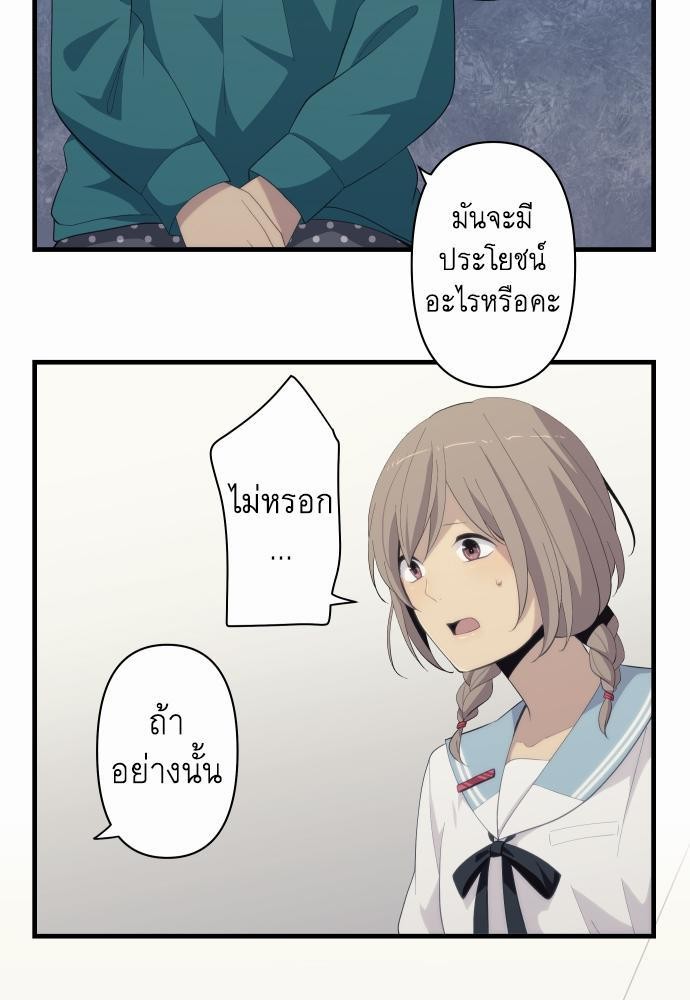 มันจะมี
ประโยชน์
อะไรหรือคะ
ไม่หรอก
...
ถ้า
อย่างนั้น